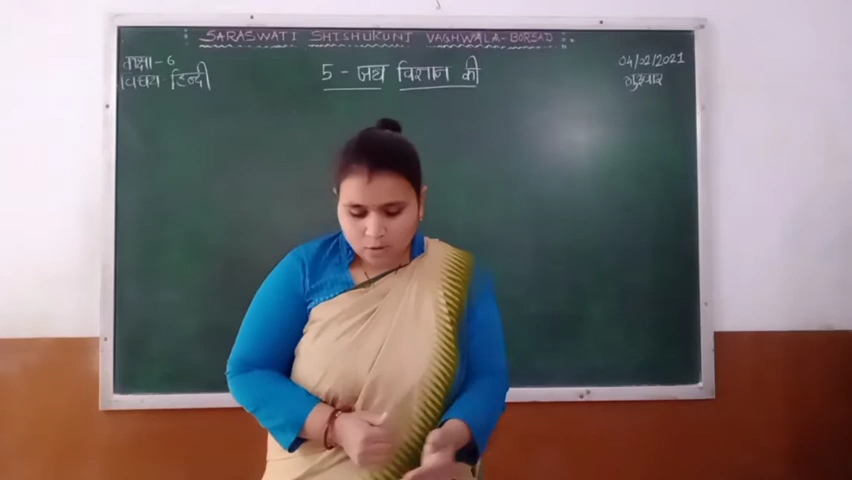 SARASWATI SHISHUKUNJ VAGHWALA-BORSAD
कक्षा-6
विषय-हिन्दी
5 - जय विज्ञान की
04/02/2021
गुरुवार